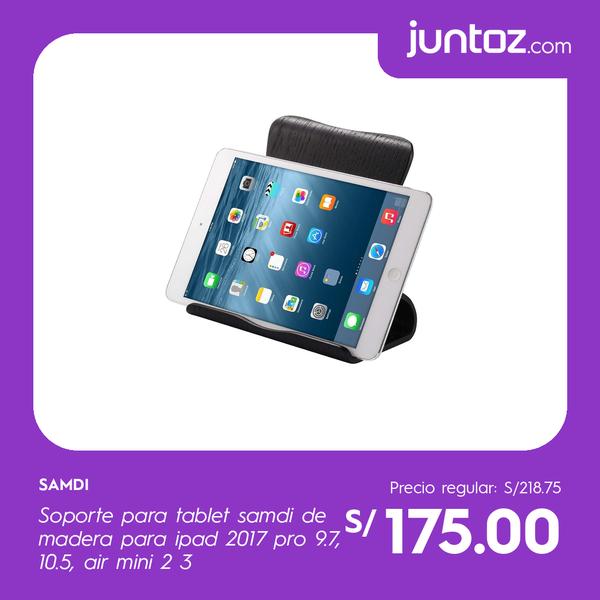 juntoz.com
SAMDI
Soporte para tablet samdi de
madera para ipad 2017 pro 9.7,
10.5, air mini 2 3
Precio regular: S/218.75
S/ 175.00